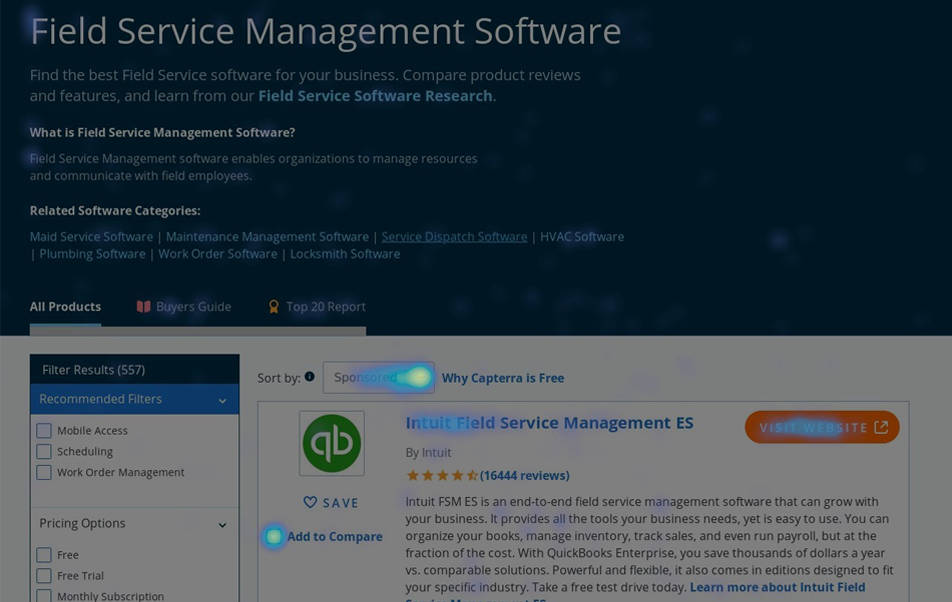 Field Service Management Software
Find the best Field Service software for your business. Compare product reviews
and features, and learn from our Field Service Software Research.
What is Field Service Management Software?
Field Service Management software enables organizations to manage resources
and communicate with field employees.
Related Software Categories:
Maid Service Software | Maintenance Management Software | Service Dispatch Software | HVAC Software
| Plumbing Software | Work Order Software | Locksmith Software
All Products Buyers Guide Top 20 Report
Filter Results (557)
Recommended Filters
Mobile Access
Scheduling
Work Order Management
Pricing Options
Free
Free Trial
Monthly Subscription
Sort by: Sponsored Why Capterra is Free
qb
SAVE
Add to Compare
Intuit Field Service Management ES
VISIT WEBSITE
By Intuit
(16444 reviews)
Intuit FSM ES is an end-to-end field service management software that can grow with
your business. It provides all the tools your business needs, yet is easy to use. You can
organize your books, manage inventory, track sales, and even run payroll, but at the
fraction of the cost. With QuickBooks Enterprise, you save thousands of dollars a year
vs. comparable solutions. Powerful and flexible, it also comes in editions designed to fit
your specific industry. Take a free test drive today. Learn more about Intuit Field
Service Management ES